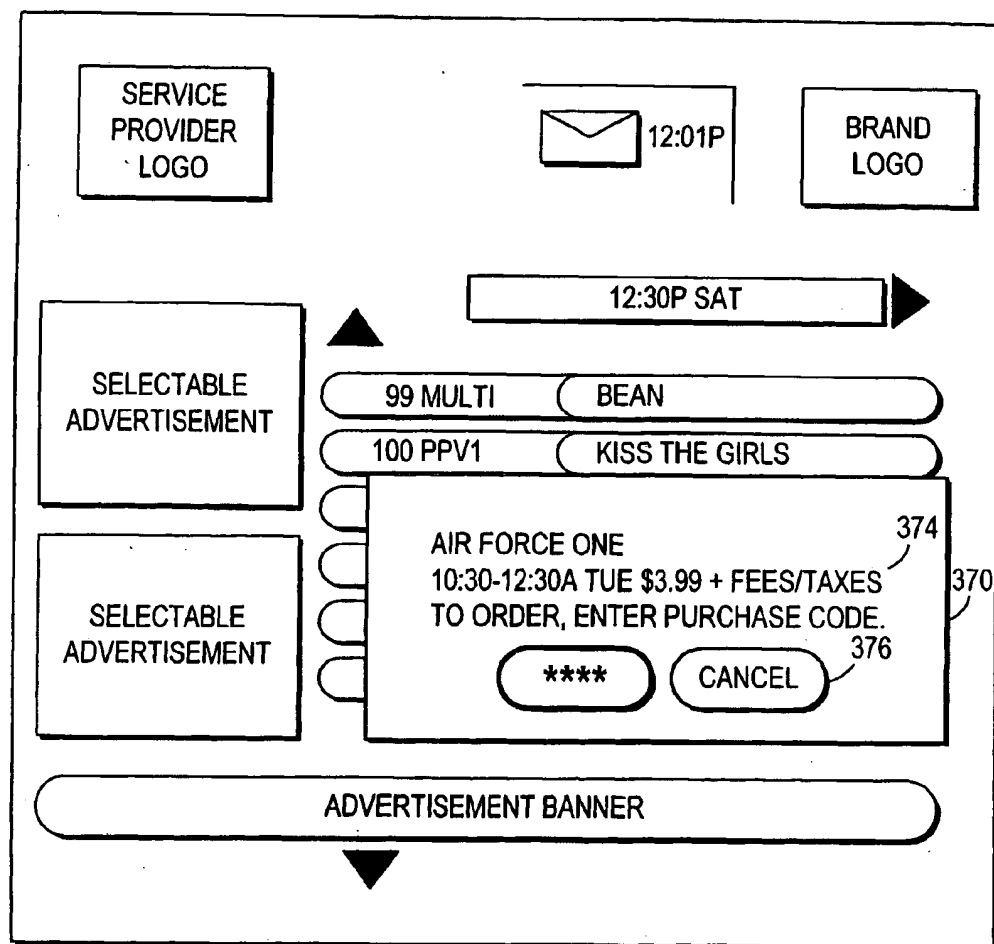 SERVICE
PROVIDER
LOGO
12:01P
BRAND
LOGO
12:30P SAT
SELECTABLE
ADVERTISEMENT
99 MULTI BEAN
100 PPV1 KISS THE GIRLS
SELECTABLE
ADVERTISEMENT
AIR FORCE ONE
374
10:30-12:30A TUE $3.99 + FEES/TAXES
370
TO ORDER, ENTER PURCHASE CODE.
376
**** CANCEL
ADVERTISEMENT BANNER